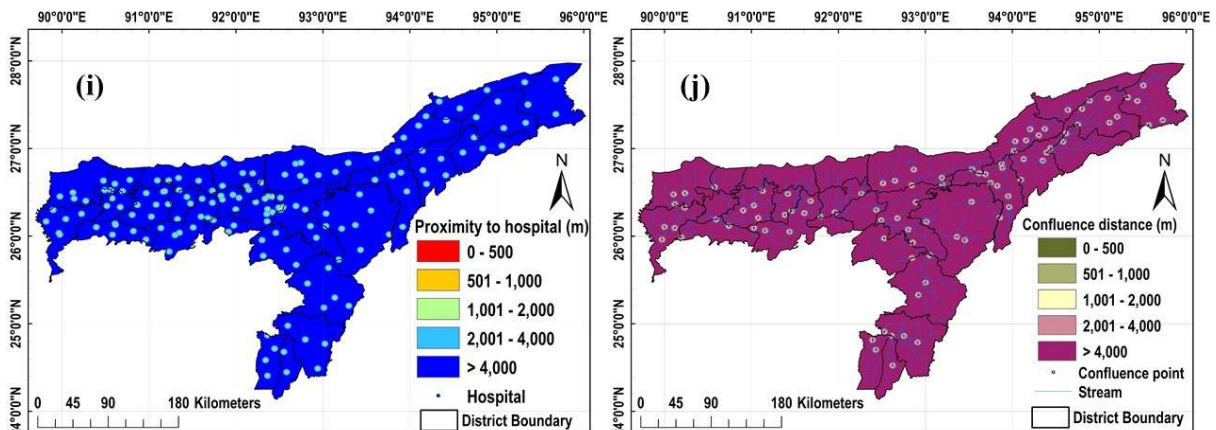 90°0'0"E 91°0'0"E 92°0'0"E 93°0'0"E 94°0'0"E 95°0'0"E 96°0'0"E
28°0'0"N
27°0'0"N
26°0'0"N
25°0'0"N
24°0'0"N
(i)
N
Proximity to hospital (m)
0 - 500
501 - 1,000
1,001 - 2,000
2,001 - 4,000
> 4,000
Hospital
District Boundary
0 45 90 180 Kilometers
90°0'0"E 91°0'0"E 92°0'0"E 93°0'0"E 94°0'0"E 95°0'0"E 96°0'0"E
28°0'0"N
27°0'0"N
26°0'0"N
25°0'0"N
24°0'0"N
(j)
N
Confluence distance (m)
0 - 500
501 - 1,000
1,001 - 2,000
2,001 - 4,000
> 4,000
Confluence point
Stream
District Boundary
0 45 90 180 Kilometers